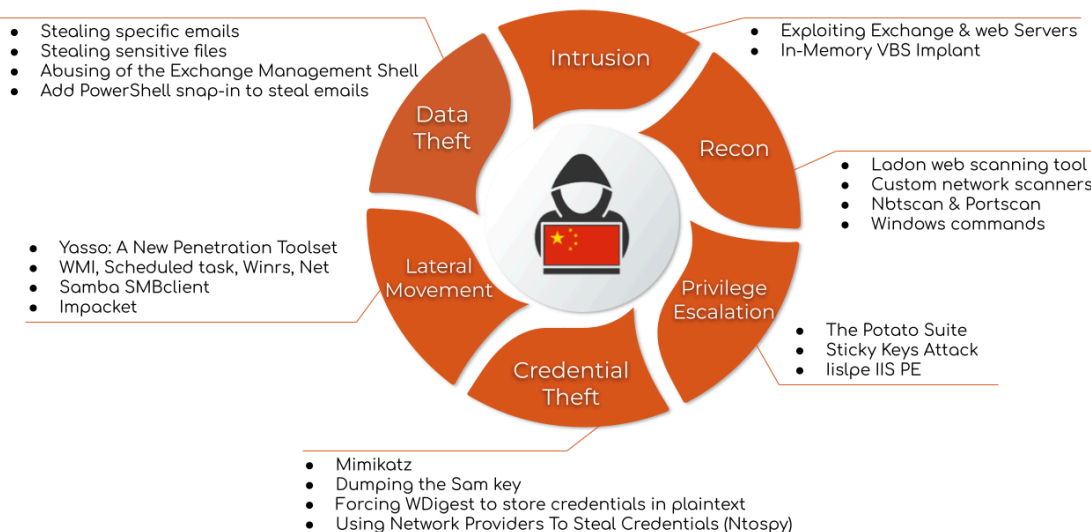 Intrusion
● Exploiting Exchange & web Servers
● In-Memory VBS Implant
Recon
● Ladon web scanning tool
● Custom network scanners
● Nbtscan & Portscan
● Windows commands
Privilege
Escalation
● The Potato Suite
● Sticky Keys Attack
● Iislpe IIS PE
Credential
Theft
● Mimikatz
● Dumping the Sam key
● Forcing WDigest to store credentials in plaintext
● Using Network Providers To Steal Credentials (Ntospy)
Lateral
Movement
● Yasso: A New Penetration Toolset
● WMI, Scheduled task, Winrs, Net
● Samba SMBclient
● Impacket
Data
Theft
● Stealing specific emails
● Stealing sensitive files
● Abusing of the Exchange Management Shell
● Add PowerShell snap-in to steal emails